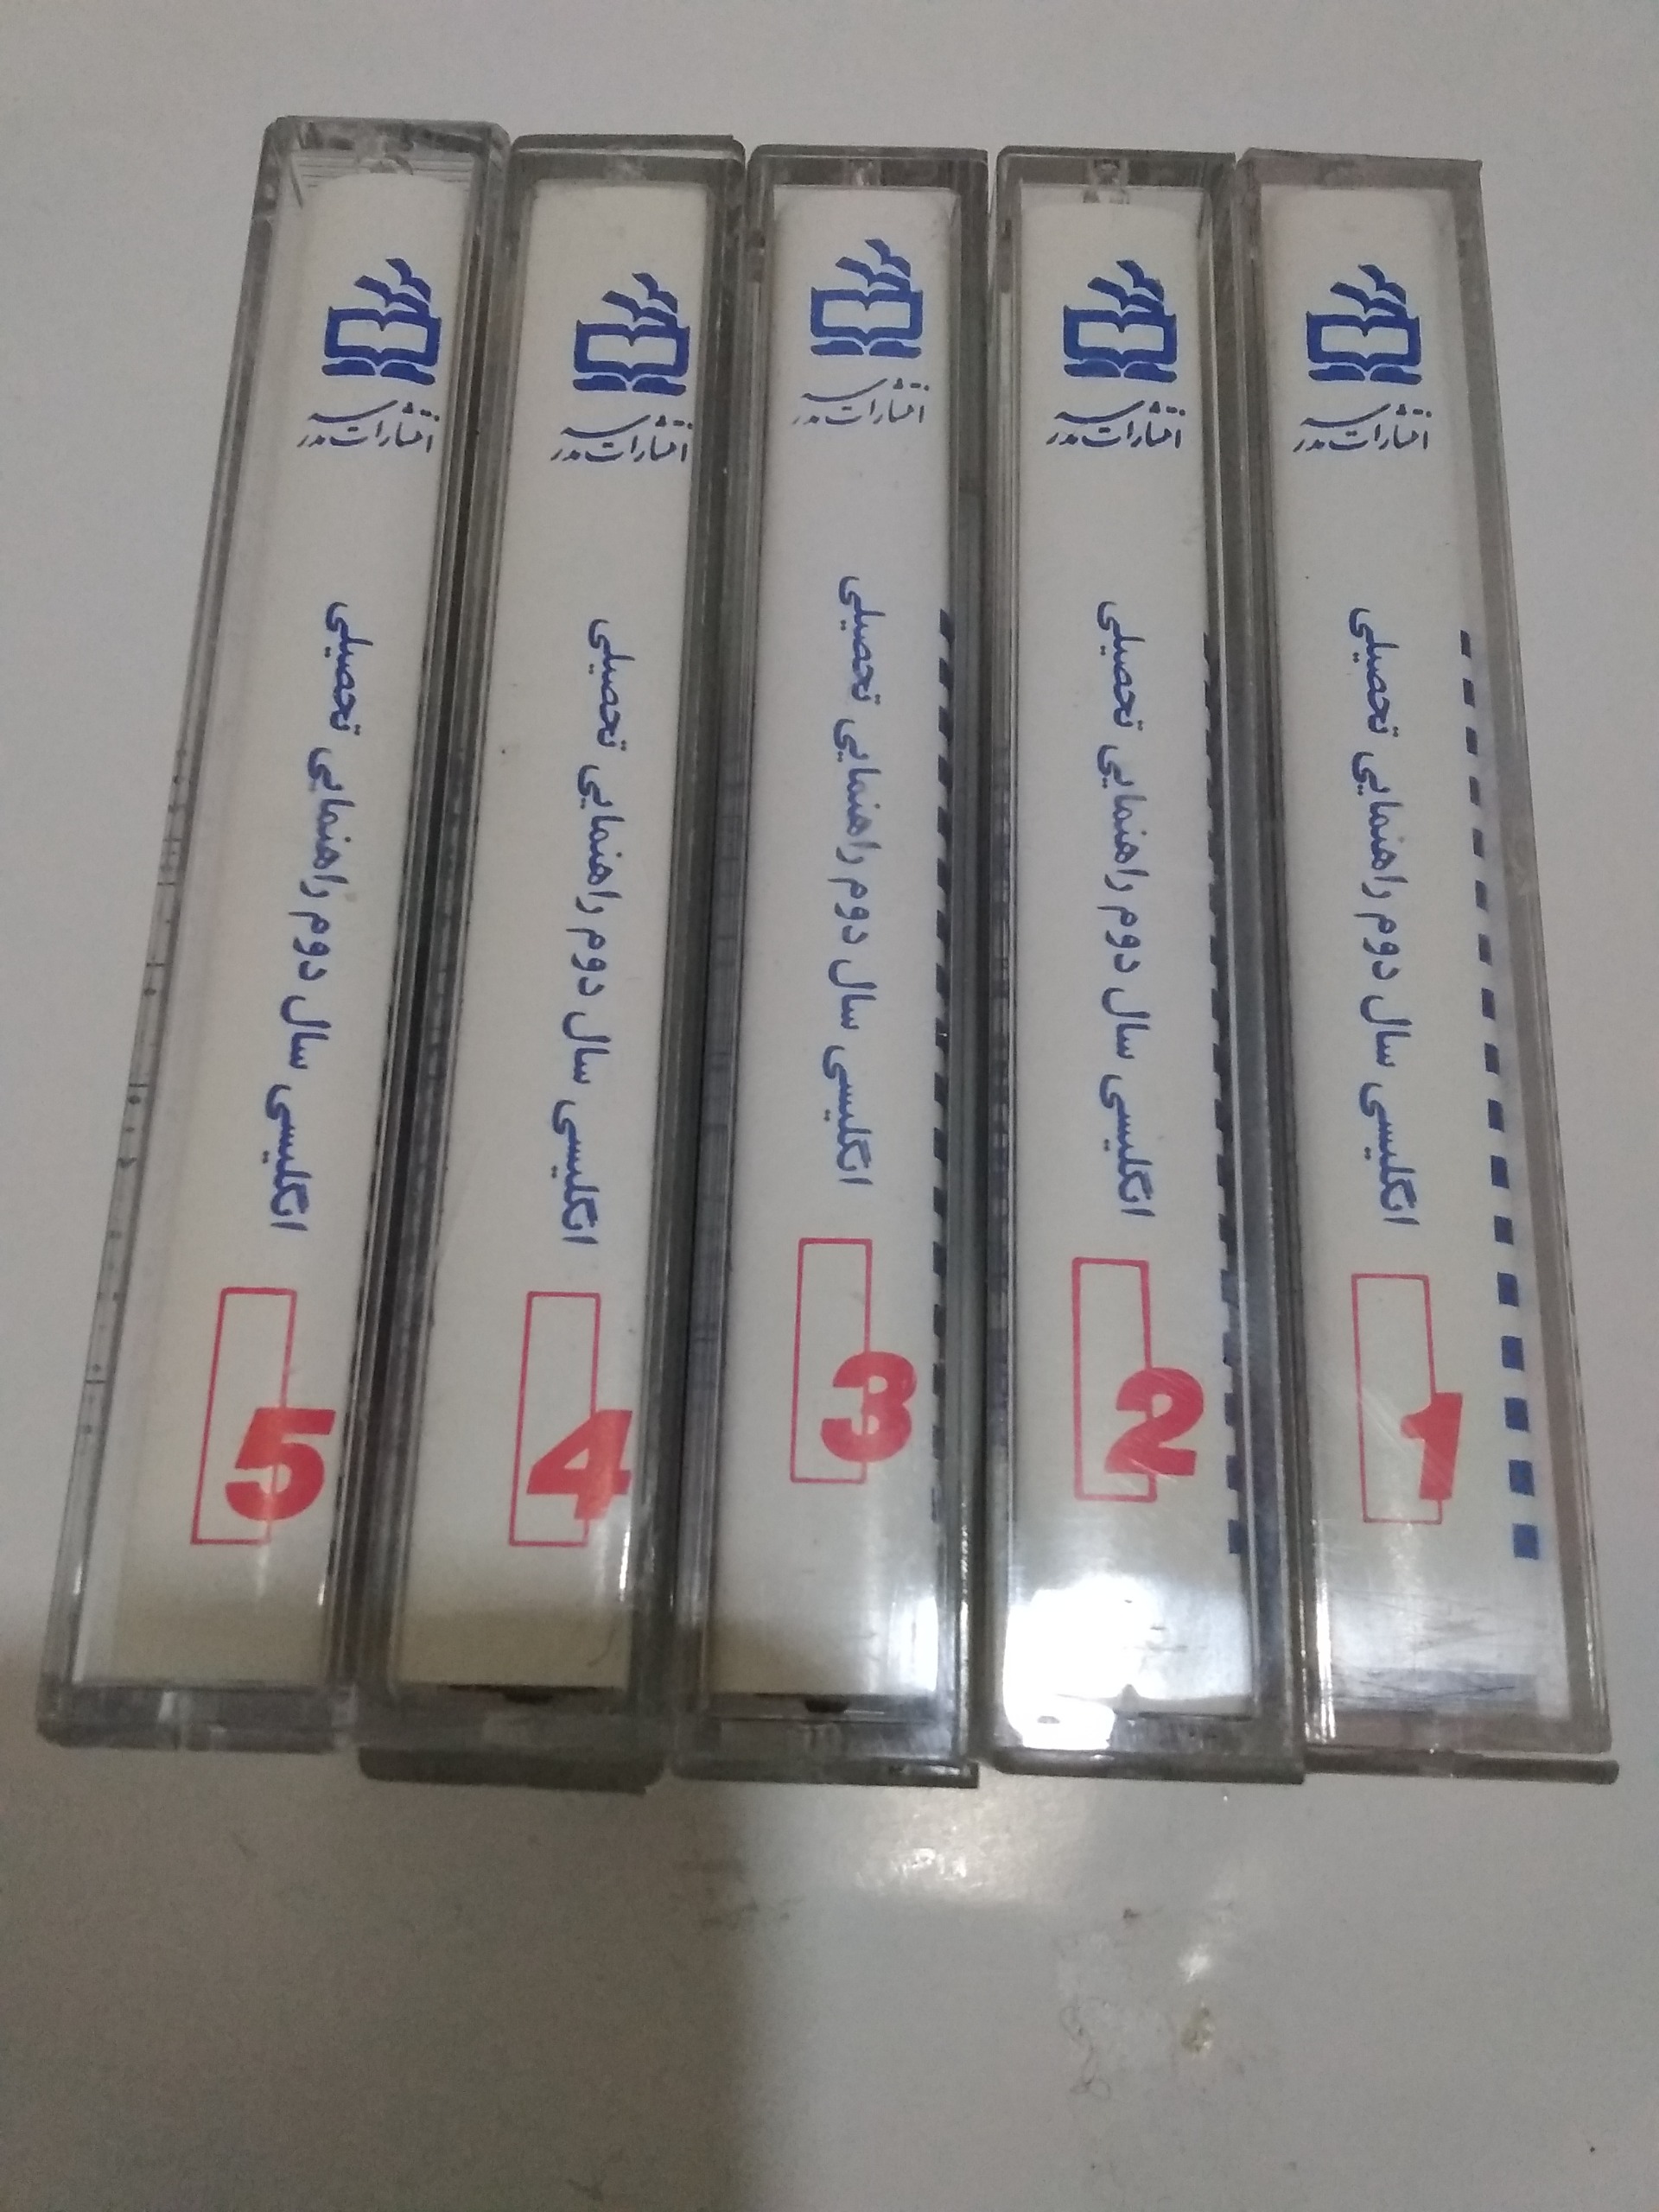 انتشارات مدرسه
انگلیسی سال دوم راهنمایی تحصیلی
5
انتشارات مدرسه
انگلیسی سال دوم راهنمایی تحصیلی
4
انتشارات مدرسه
انگلیسی سال دوم راهنمایی تحصیلی
3
انتشارات مدرسه
انگلیسی سال دوم راهنمایی تحصیلی
2
انتشارات مدرسه
انگلیسی سال دوم راهنمایی تحصیلی
1